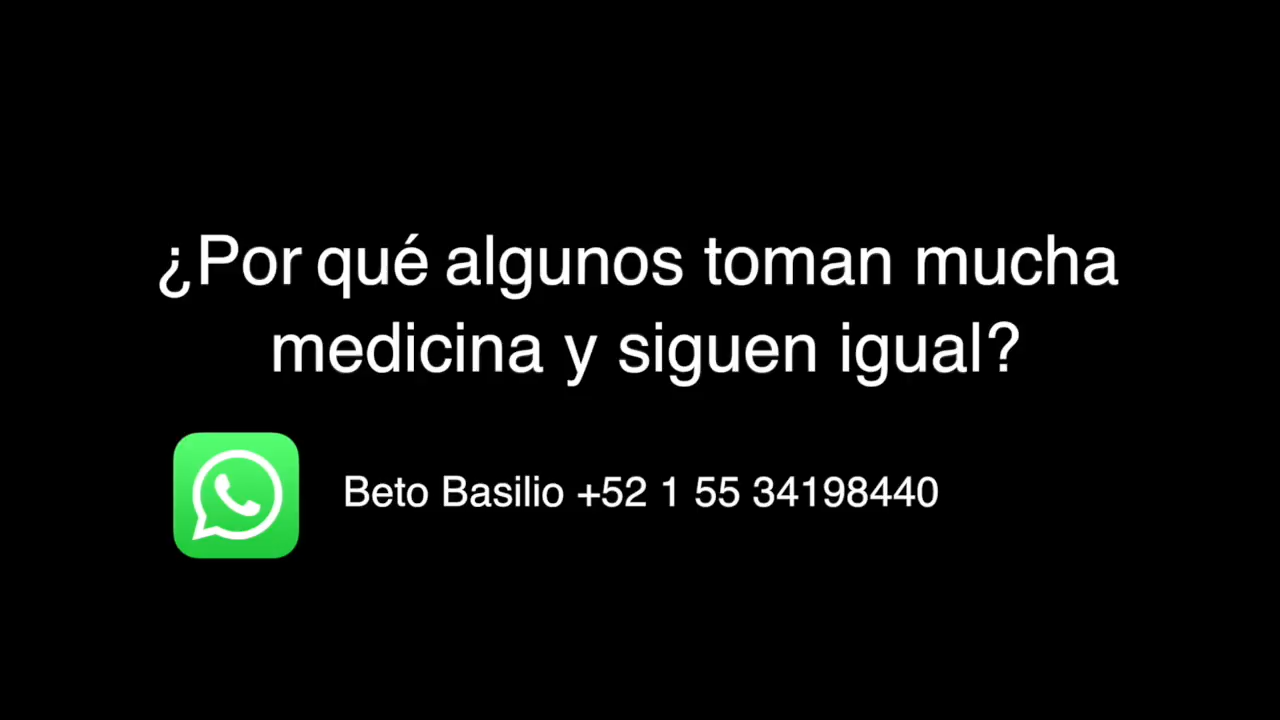 ¿Por qué algunos toman mucha
medicina y siguen igual?
Beto Basilio +52 1 55 34198440